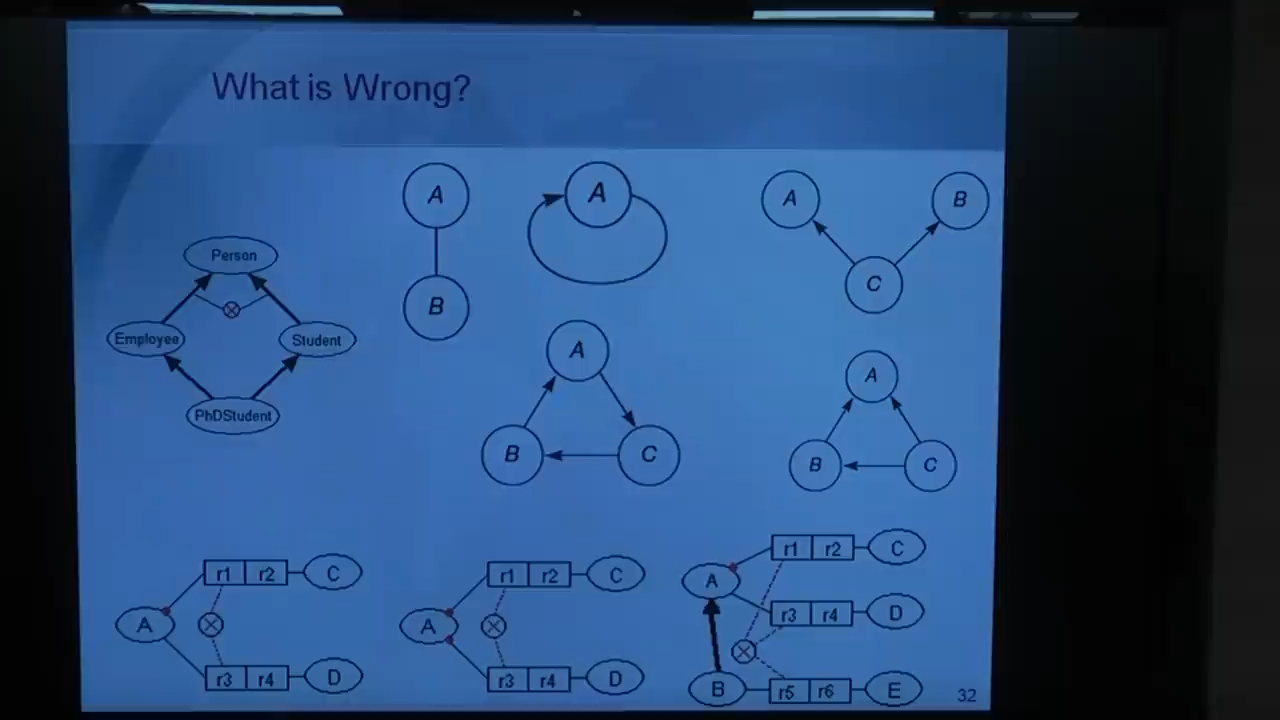 What is Wrong?
A
A
A
B
Person
B
C
Employee
Student
A
A
PhDStudent
B
C
B
C
r1 r2 C
A
r3 r4 D
r1 r2 C
A
r3 r4 D
r1 r2 C
A
r3 r4 D
B
r5 r6 E
32